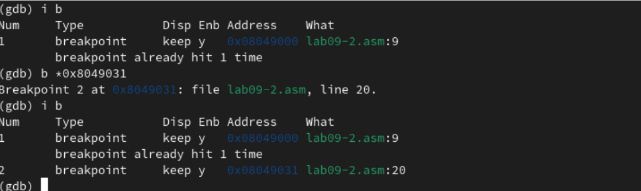 (gdb) i b
Num     Type           Disp Enb Address    What
1       breakpoint     keep y   0x08049000 lab09-2.asm:9
        breakpoint already hit 1 time
(gdb) b *0x8049031
Breakpoint 2 at 0x8049031: file lab09-2.asm, line 20.
(gdb) i b
Num     Type           Disp Enb Address    What
1       breakpoint     keep y   0x08049000 lab09-2.asm:9
        breakpoint already hit 1 time
2       breakpoint     keep y   0x08049031 lab09-2.asm:20
(gdb)